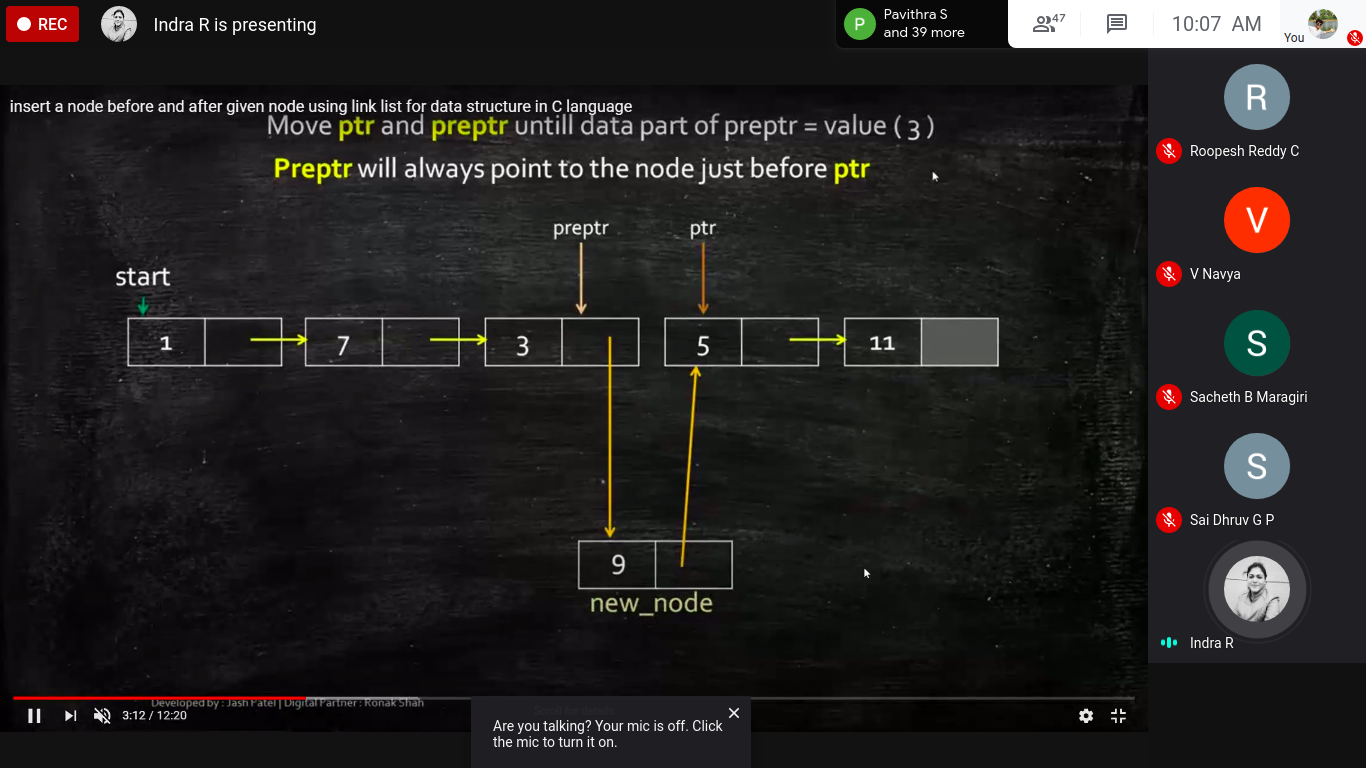 REC
Indra R is presenting
P
Pavithra S
and 39 more
47
10:07 AM
You
insert a node before and after given node using link list for data structure in C language
Move ptr and preptr untill data part of preptr = value ( 3 )
Preptr will always point to the node just before ptr
preptr
ptr
start
1
7
3
5
11
9
new_node
Developed by : Jash Patel | Digital Partner : Ronak Shah
3:12 / 12:20
Are you talking? Your mic is off. Click
the mic to turn it on.
R
Roopesh Reddy C
V
V Navya
S
Sacheth B Maragiri
S
Sai Dhruv G P
Indra R